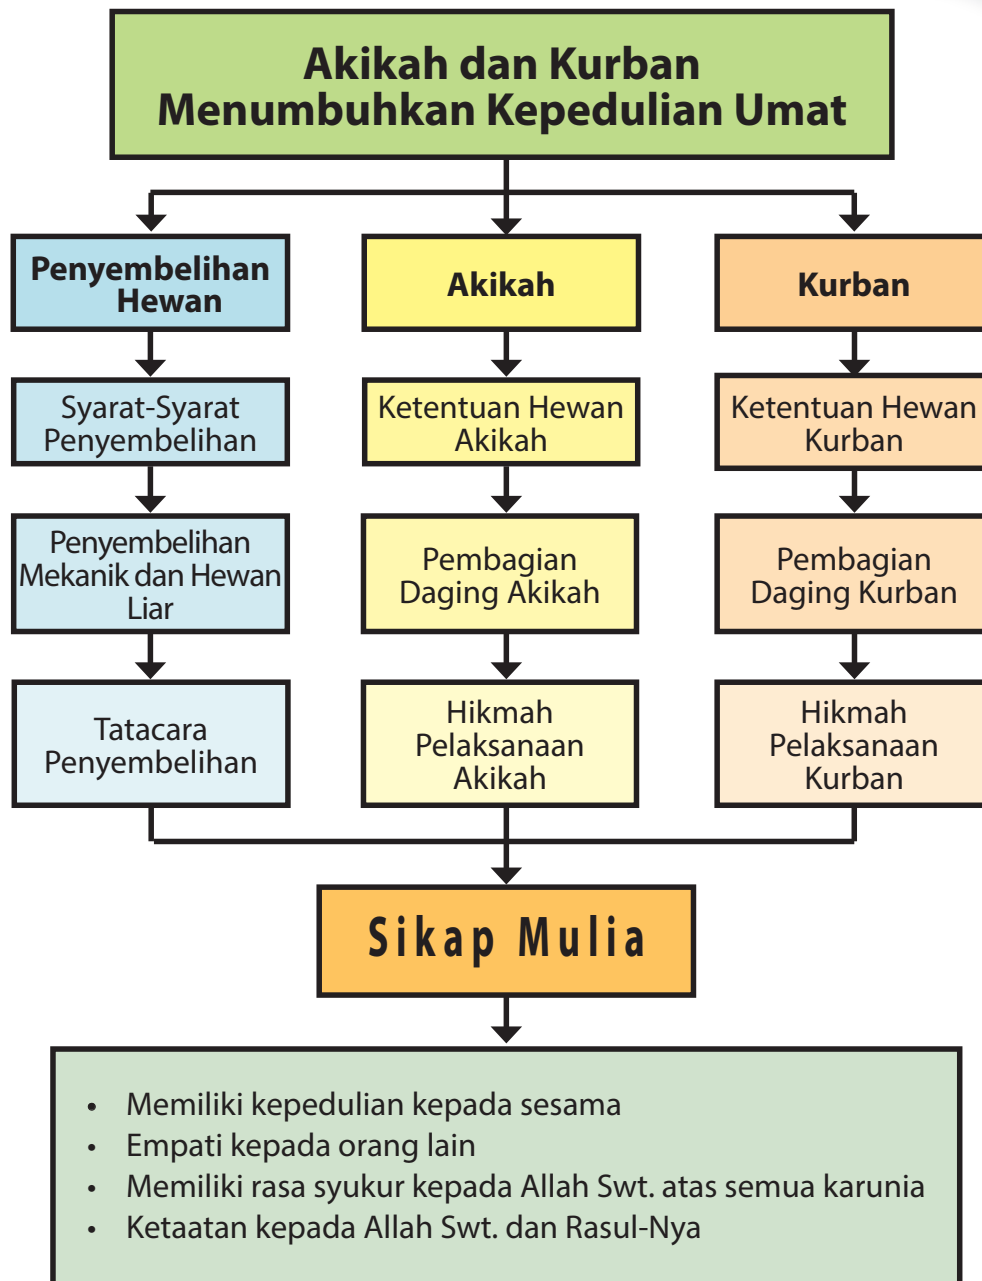 Akikah dan Kurban
Menumbuhkan Kepedulian Umat
Penyembelihan
Hewan
Akikah
Kurban
Syarat-Syarat
Penyembelihan
Ketentuan Hewan
Akikah
Ketentuan Hewan
Kurban
Penyembelihan
Mekanik dan Hewan
Liar
Pembagian
Daging Akikah
Pembagian
Daging Kurban
Tatacara
Penyembelihan
Hikmah
Pelaksanaan
Akikah
Hikmah
Pelaksanaan
Kurban
Sikap Mulia
• Memiliki kepedulian kepada sesama
• Empati kepada orang lain
• Memiliki rasa syukur kepada Allah Swt. atas semua karunia
• Ketaatan kepada Allah Swt. dan Rasul-Nya